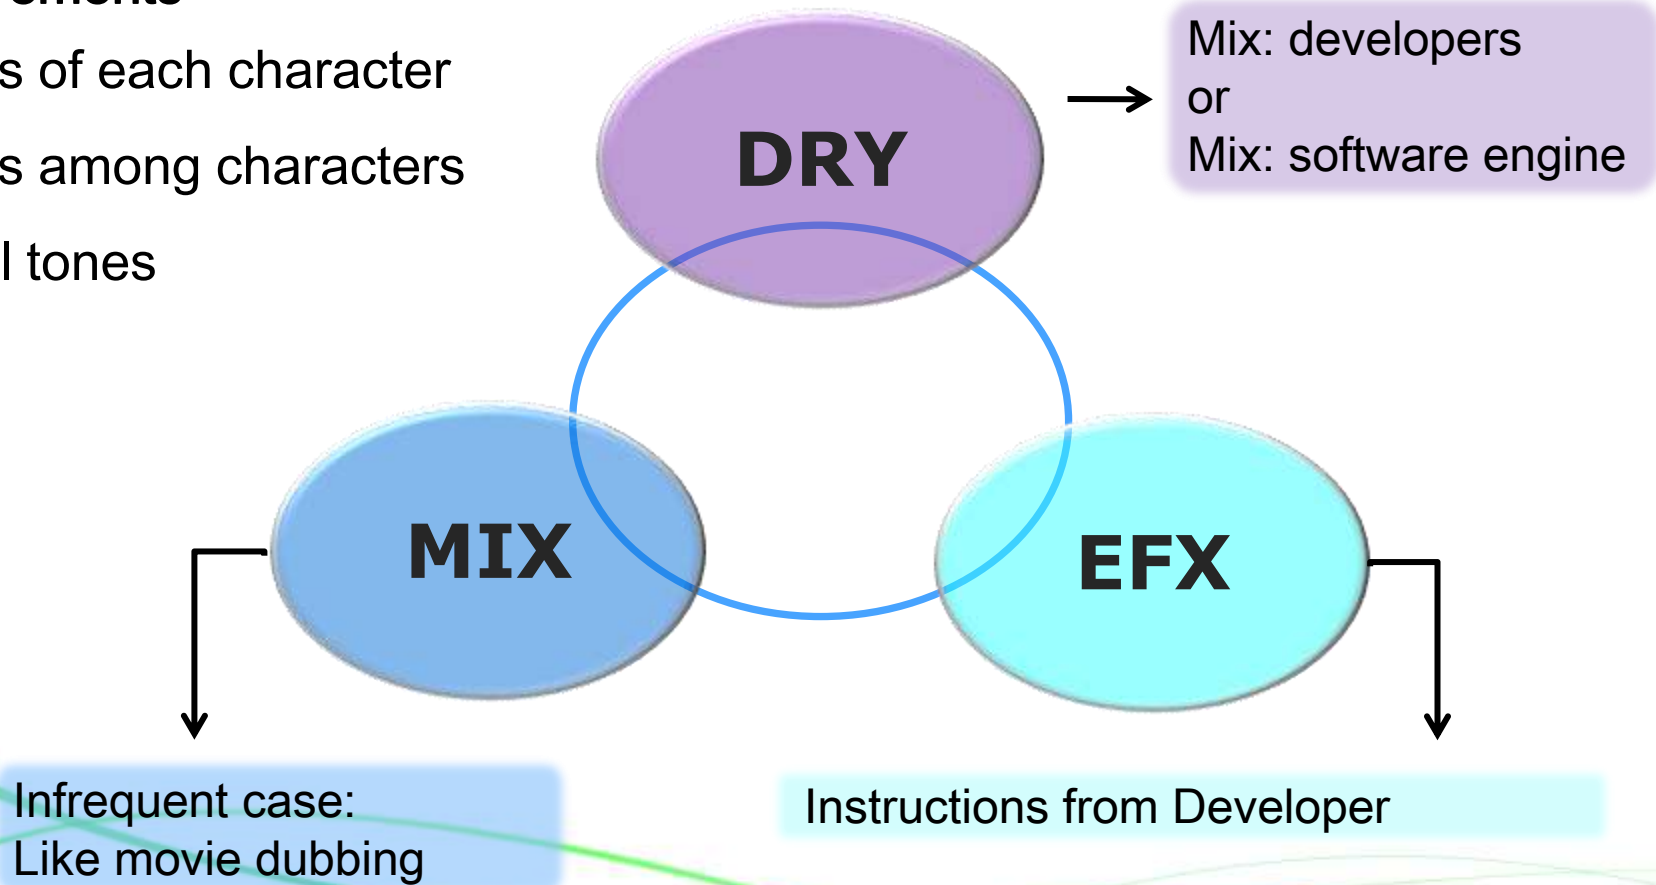 s of each character
s among characters
l tones
DRY
Mix: developers
or
Mix: software engine
MIX
EFX
Infrequent case:
Like movie dubbing
Instructions from Developer